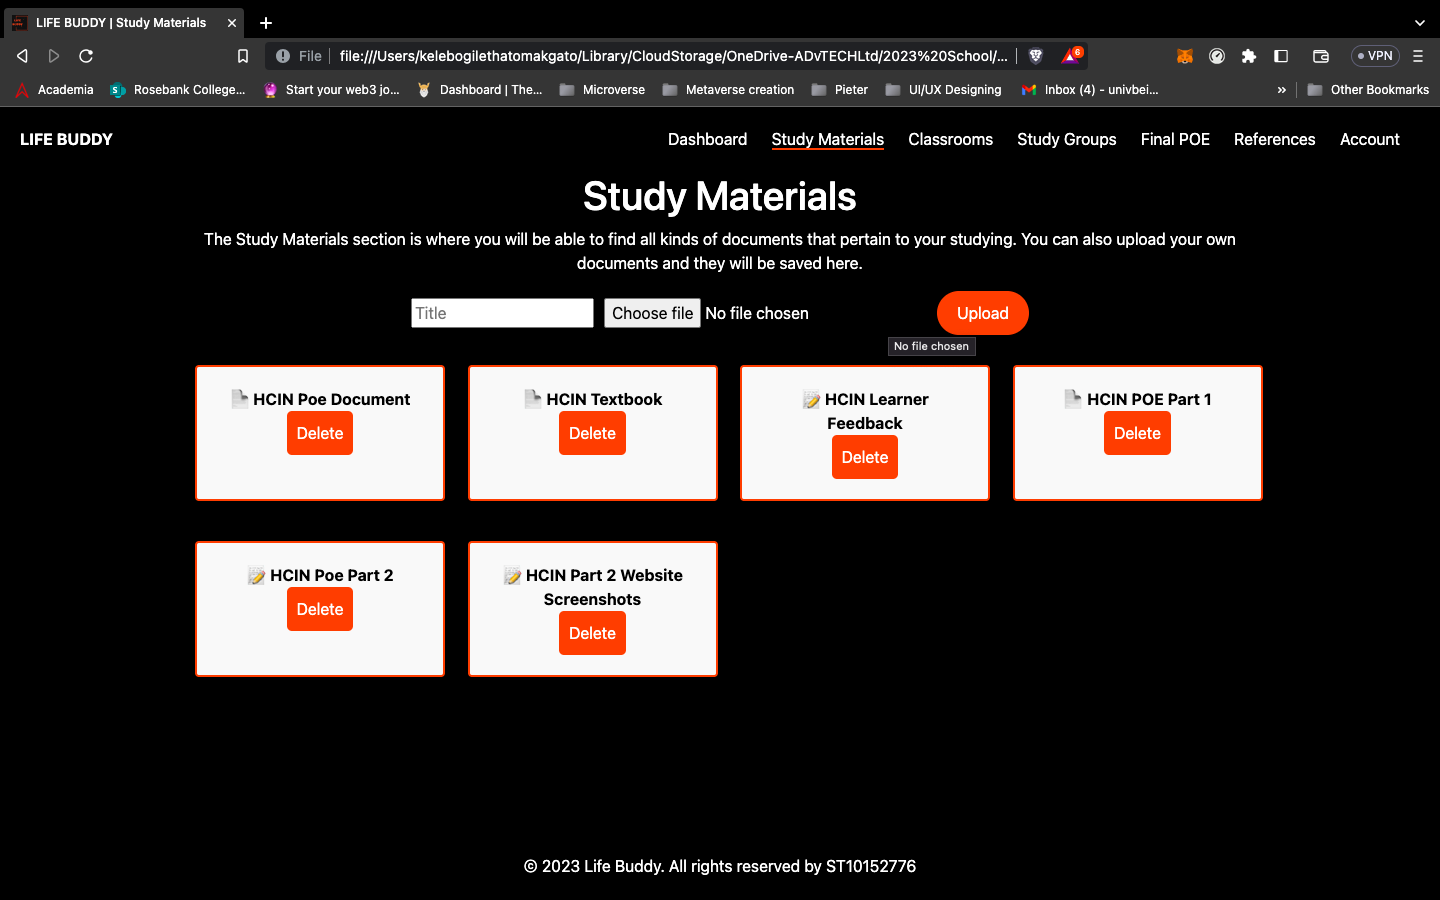 LIFE BUDDY | Study Materials
File
file:///Users/kelebogilethatomakgato/Library/CloudStorage/OneDrive-ADvTECHLtd/2023%20School/...
6
VPN
Academia
Rosebank College...
Start your web3 jo...
Dashboard | The...
Microverse
Metaverse creation
Pieter
UI/UX Designing
Inbox (4) - univbei...
»
Other Bookmarks
LIFE BUDDY
Dashboard
Study Materials
Classrooms
Study Groups
Final POE
References
Account
Study Materials
The Study Materials section is where you will be able to find all kinds of documents that pertain to your studying. You can also upload your own
documents and they will be saved here.
Title
Choose file No file chosen
Upload
No file chosen
HCIN Poe Document
Delete
HCIN Textbook
Delete
HCIN Learner
Feedback
Delete
HCIN POE Part 1
Delete
HCIN Poe Part 2
Delete
HCIN Part 2 Website
Screenshots
Delete
© 2023 Life Buddy. All rights reserved by ST10152776